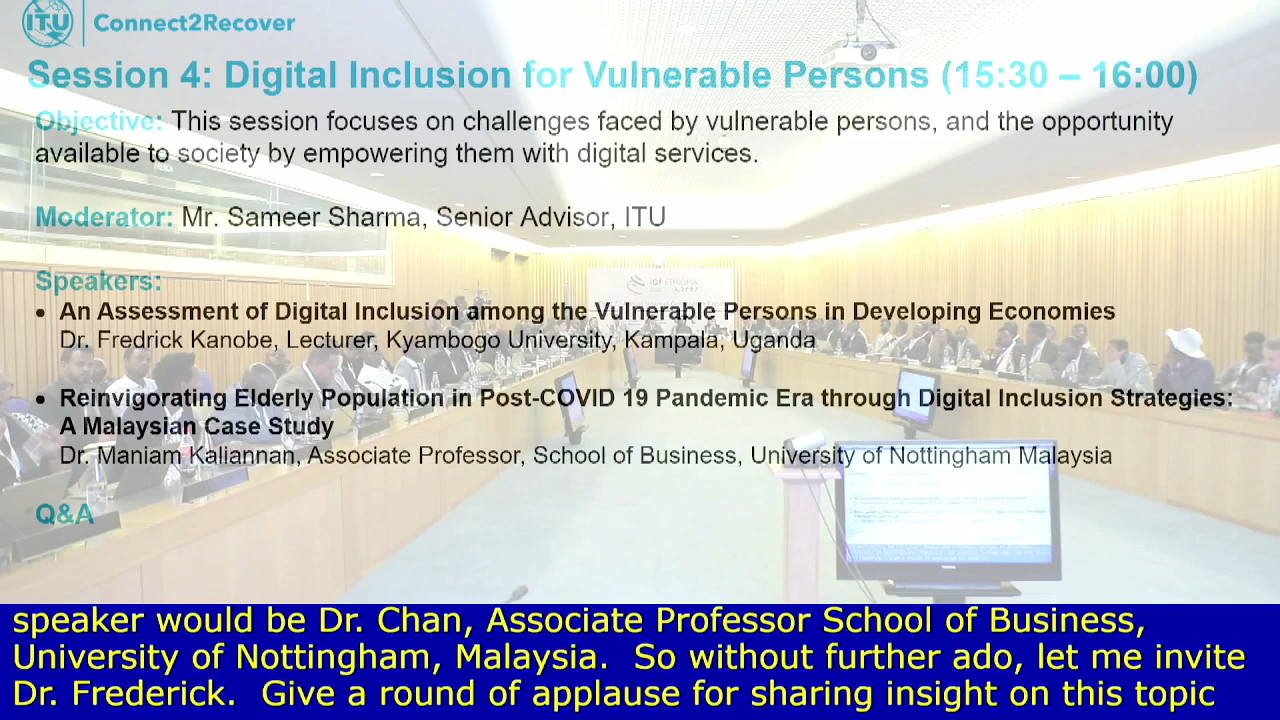 ITU
Connect2Recover
Session 4: Digital Inclusion for Vulnerable Persons (15:30 – 16:00)
Objective: This session focuses on challenges faced by vulnerable persons, and the opportunity
available to society by empowering them with digital services.
Moderator: Mr. Sameer Sharma, Senior Advisor, ITU
Speakers:
• An Assessment of Digital Inclusion among the Vulnerable Persons in Developing Economies
Dr. Fredrick Kanobe, Lecturer, Kyambogo University, Kampala, Uganda
• Reinvigorating Elderly Population in Post-COVID 19 Pandemic Era through Digital Inclusion Strategies:
A Malaysian Case Study
Dr. Maniam Kaliannan, Associate Professor, School of Business, University of Nottingham Malaysia
Q&A
IGF ETHIOPIA
speaker would be Dr. Chan, Associate Professor School of Business,
University of Nottingham, Malaysia.  So without further ado, let me invite
Dr. Frederick.  Give a round of applause for sharing insight on this topic